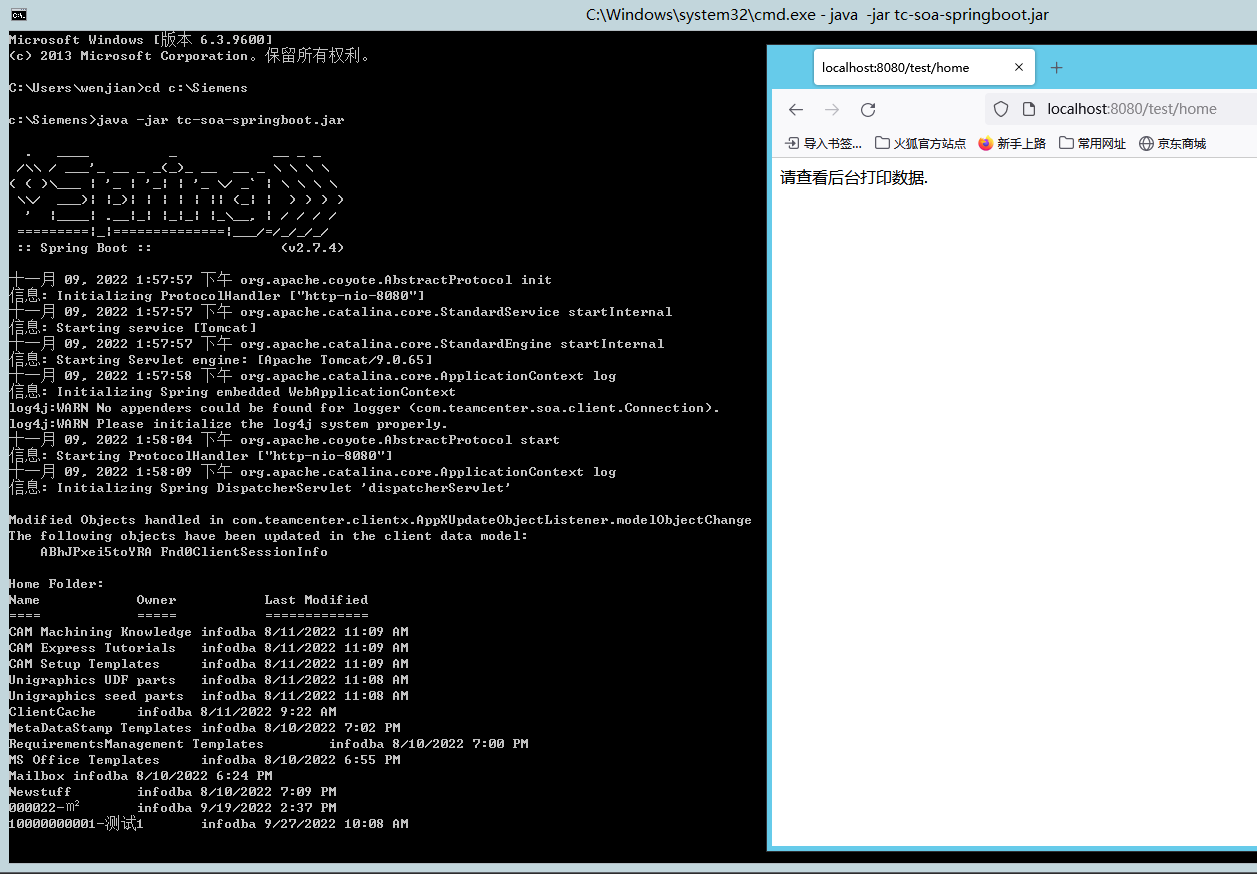 C:\Windows\system32\cmd.exe - java  -jar tc-soa-springboot.jar
Microsoft Windows [版本 6.3.9600]
(c) 2013 Microsoft Corporation。保留所有权利。
C:\Users\wenjian>cd c:\Siemens
c:\Siemens>java -jar tc-soa-springboot.jar
:: Spring Boot ::                (v2.7.4)
十一月 09, 2022 1:57:57 下午 org.apache.coyote.AbstractProtocol init
信息: Initializing ProtocolHandler ["http-nio-8080"]
十一月 09, 2022 1:57:57 下午 org.apache.catalina.core.StandardService startInternal
信息: Starting service [Tomcat]
十一月 09, 2022 1:57:57 下午 org.apache.catalina.core.StandardEngine startInternal
信息: Starting Servlet engine: [Apache Tomcat/9.0.65]
十一月 09, 2022 1:57:58 下午 org.apache.catalina.core.ApplicationContext log
信息: Initializing Spring embedded WebApplicationContext
log4j:WARN No appenders could be found for logger (com.teamcenter.soa.client.Connection).
log4j:WARN Please initialize the log4j system properly.
十一月 09, 2022 1:58:04 下午 org.apache.coyote.AbstractProtocol start
信息: Starting ProtocolHandler ["http-nio-8080"]
十一月 09, 2022 1:58:09 下午 org.apache.catalina.core.ApplicationContext log
信息: Initializing Spring DispatcherServlet 'dispatcherServlet'
Modified Objects handled in com.teamcenter.clientx.AppXUpdateObjectListener.modelObjectChange
The following objects have been updated in the client data model:
    ABhJPxei5toYRA Fnd0ClientSessionInfo
Home Folder:
Name            Owner           Last Modified
====            =====           =============
CAM Machining Knowledge infodba 8/11/2022 11:09 AM
CAM Express Tutorials   infodba 8/11/2022 11:09 AM
CAM Setup Templates     infodba 8/11/2022 11:09 AM
Unigraphics UDF parts   infodba 8/11/2022 11:08 AM
Unigraphics seed parts  infodba 8/11/2022 11:08 AM
ClientCache     infodba 8/11/2022 9:22 AM
MetaDataStamp Templates infodba 8/10/2022 7:02 PM
RequirementsManagement Templates        infodba 8/10/2022 7:00 PM
MS Office Templates     infodba 8/10/2022 6:55 PM
Mailbox infodba 8/10/2022 6:24 PM
Newstuff        infodba 8/10/2022 7:09 PM
000022-㎡       infodba 9/19/2022 2:37 PM
10000000001-测试1       infodba 9/27/2022 10:08 AM
localhost:8080/test/home
localhost:8080/test/home
导入书签... 火狐官方站点 新手上路 常用网址 京东商城
请查看后台打印数据.